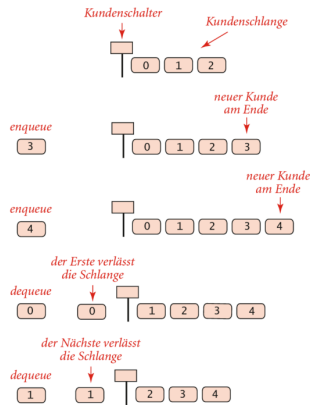 Kundenschalter
Kundenschlange
0 1 2
neuer Kunde
am Ende
enqueue
3
0 1 2 3
neuer Kunde
am Ende
enqueue
4
0 1 2 3 4
der Erste verlässt
die Schlange
dequeue
0
0
1 2 3 4
der Nächste verlässt
die Schlange
dequeue
1
1
2 3 4